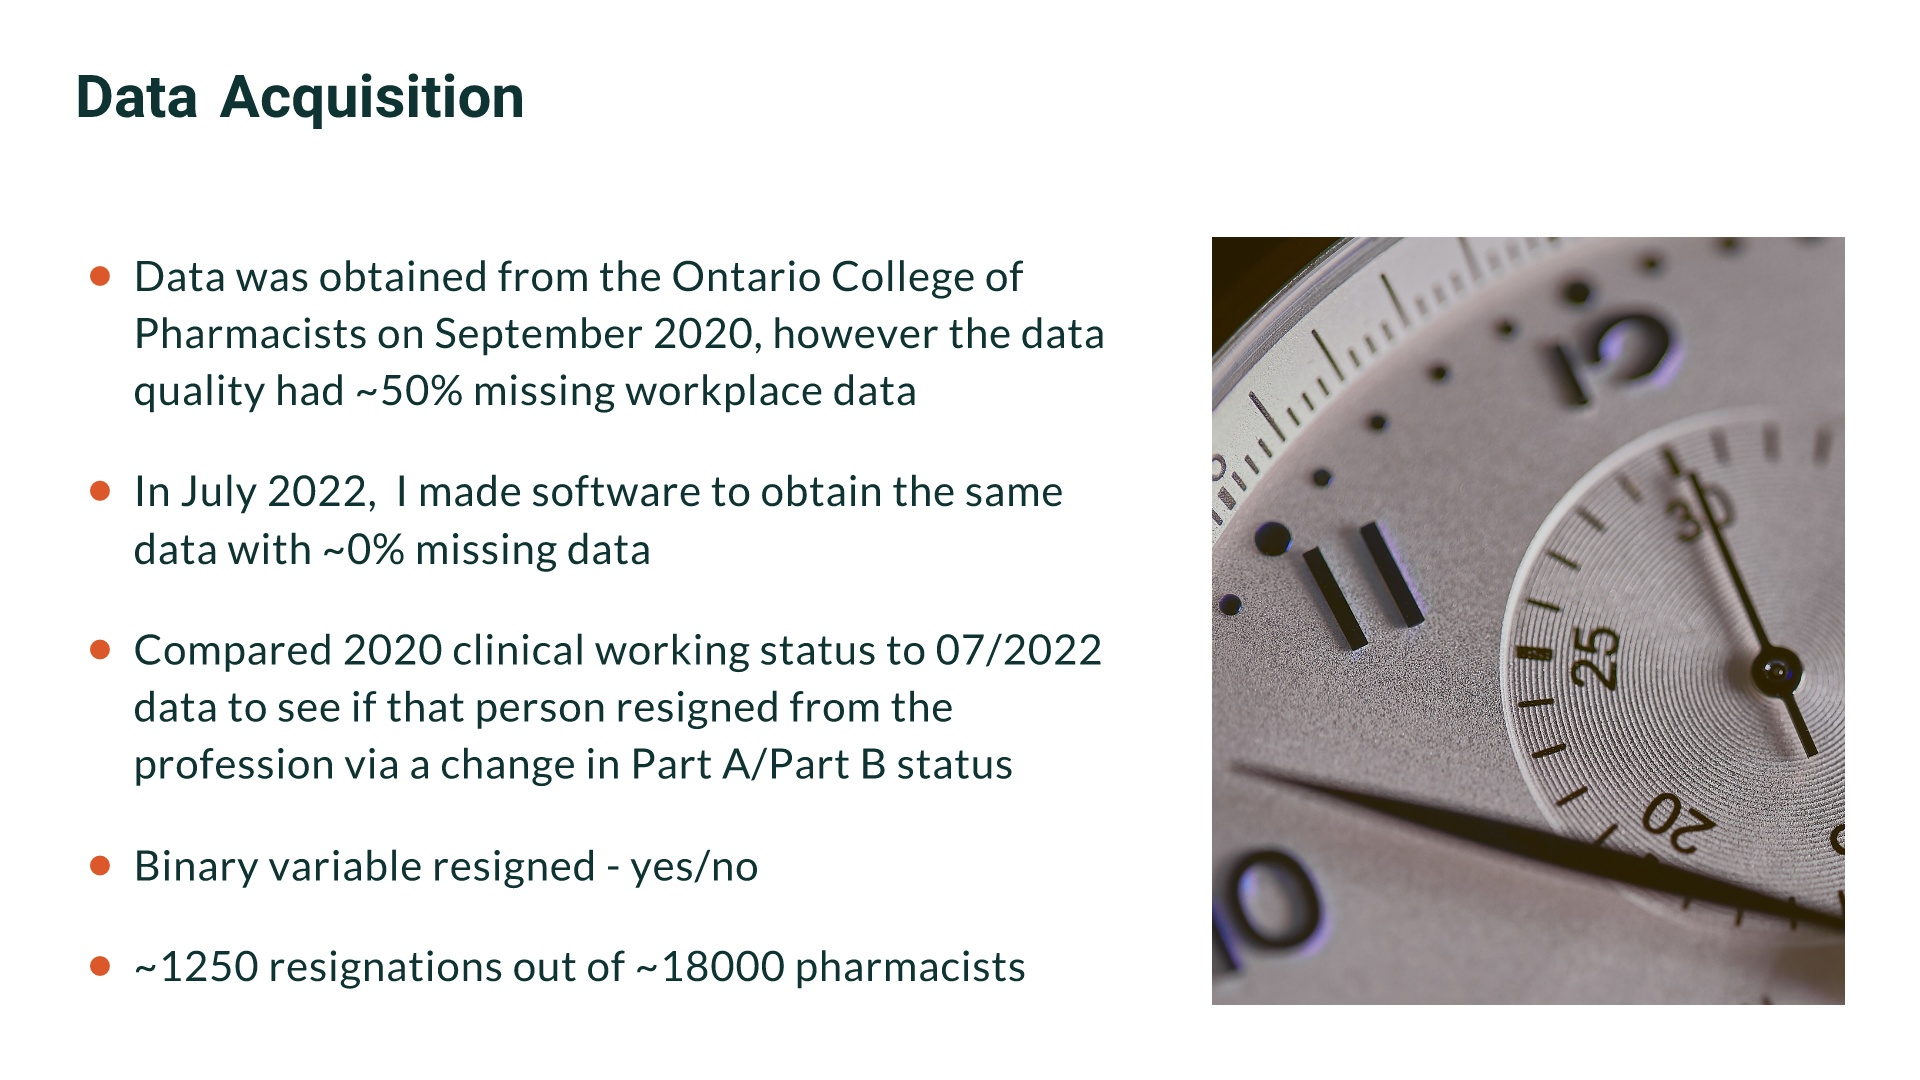 Data Acquisition
Data was obtained from the Ontario College of
Pharmacists on September 2020, however the data
quality had ~50% missing workplace data
In July 2022,  I made software to obtain the same
data with ~0% missing data
Compared 2020 clinical working status to 07/2022
data to see if that person resigned from the
profession via a change in Part A/Part B status
Binary variable resigned - yes/no
~1250 resignations out of ~18000 pharmacists
15
30
25
20
10